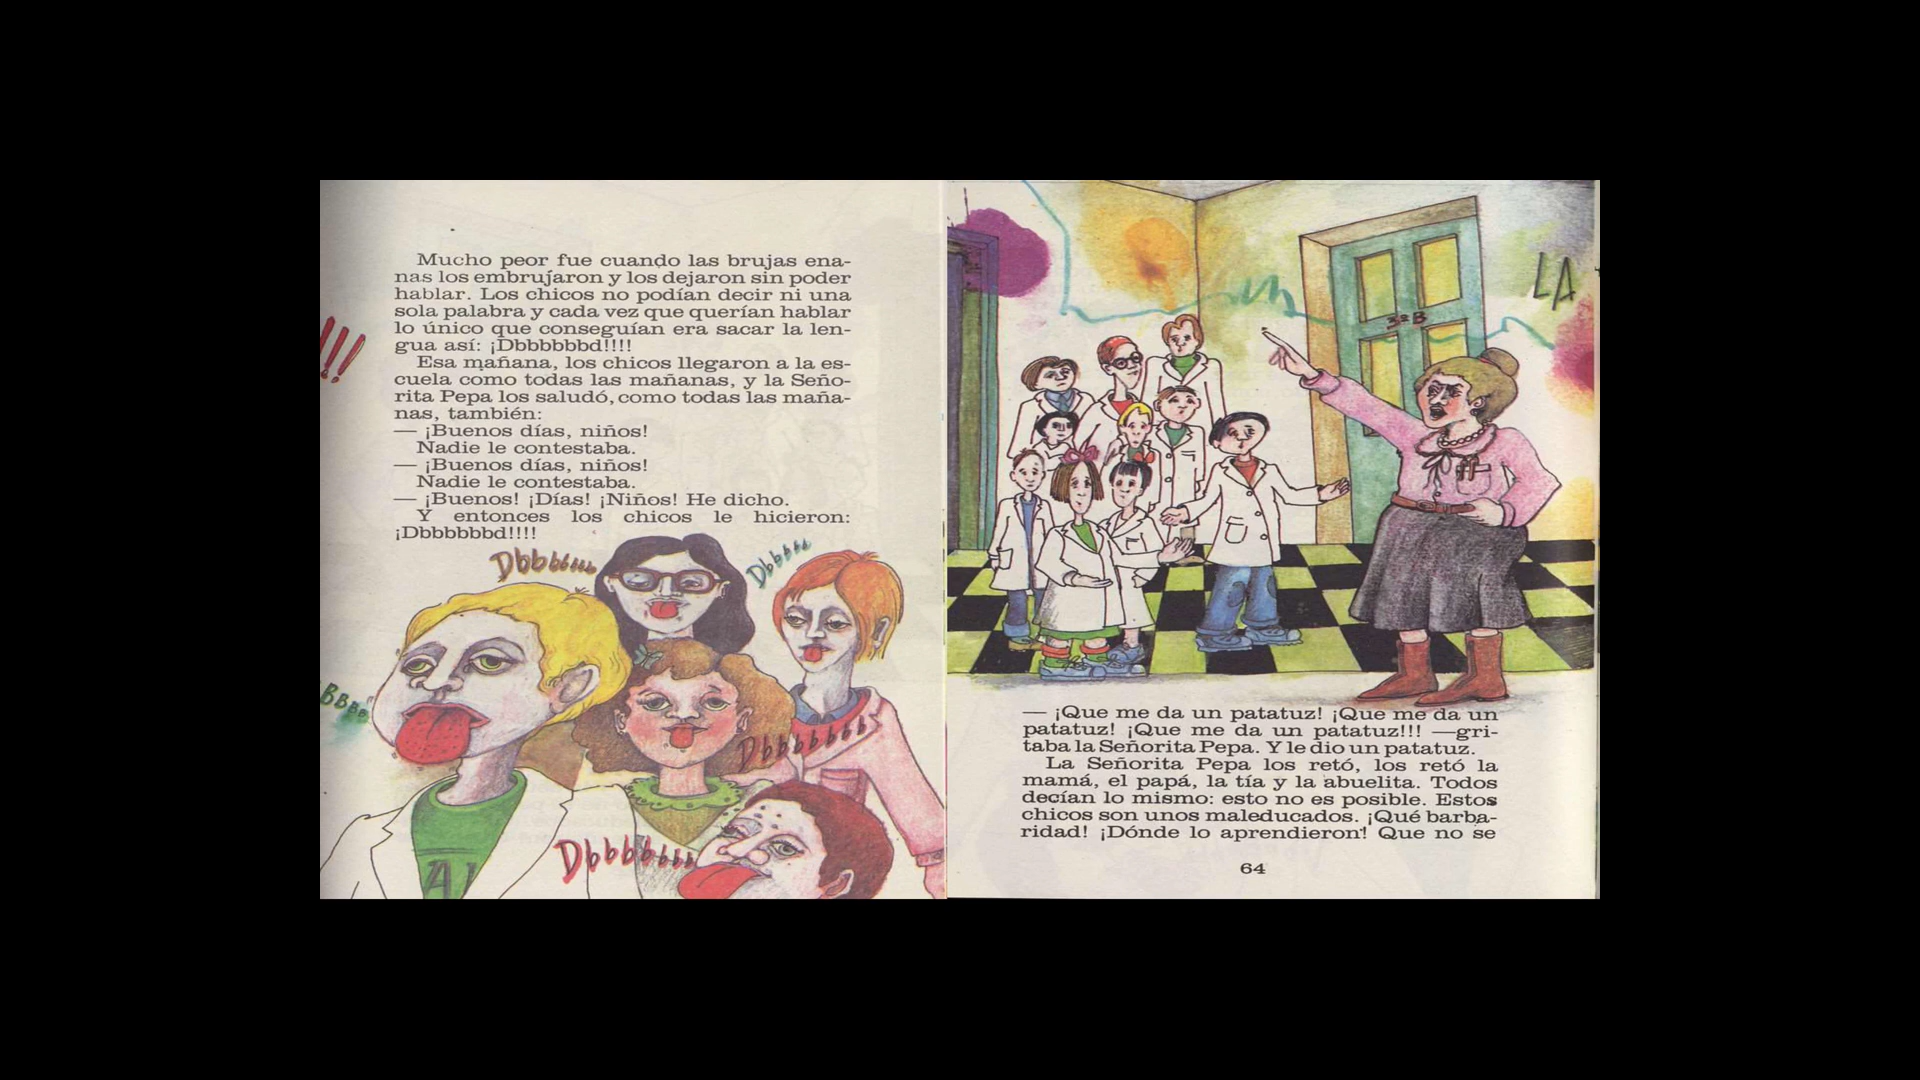 Mucho peor fue cuando las brujas ena-
nas los embrujaron y los dejaron sin poder
hablar. Los chicos no podían decir ni una
sola palabra y cada vez que querían hablar
lo único que conseguían era sacar la len-
gua así: ¡Dbbbbbbd!!!!
Esa mañana, los chicos llegaron a la es-
cuela como todas las mañanas, y la Seño-
rita Pepa los saludó, como todas las maña-
nas, también:
— ¡Buenos días, niños!
Nadie le contestaba.
— ¡Buenos días, niños!
Nadie le contestaba.
— ¡Buenos! ¡Días! ¡Niños! He dicho.
Y entonces los chicos le hicieron:
¡Dbbbbbbd!!!!
!!!
Dbbbbbbb
Dbbbbbb
BBBB
Dbbbbbbbb
Dbbbbbbbb
A
3º B
LA
— ¡Que me da un patatuz! ¡Que me da un
patatuz! ¡Que me da un patatuz!!! —gri-
taba la Señorita Pepa. Y le dio un patatuz.
La Señorita Pepa los retó, los retó la
mamá, el papá, la tía y la abuelita. Todos
decían lo mismo: esto no es posible. Estos
chicos son unos maleducados. ¡Qué barba-
ridad! ¡Dónde lo aprendieron! Que no se
64